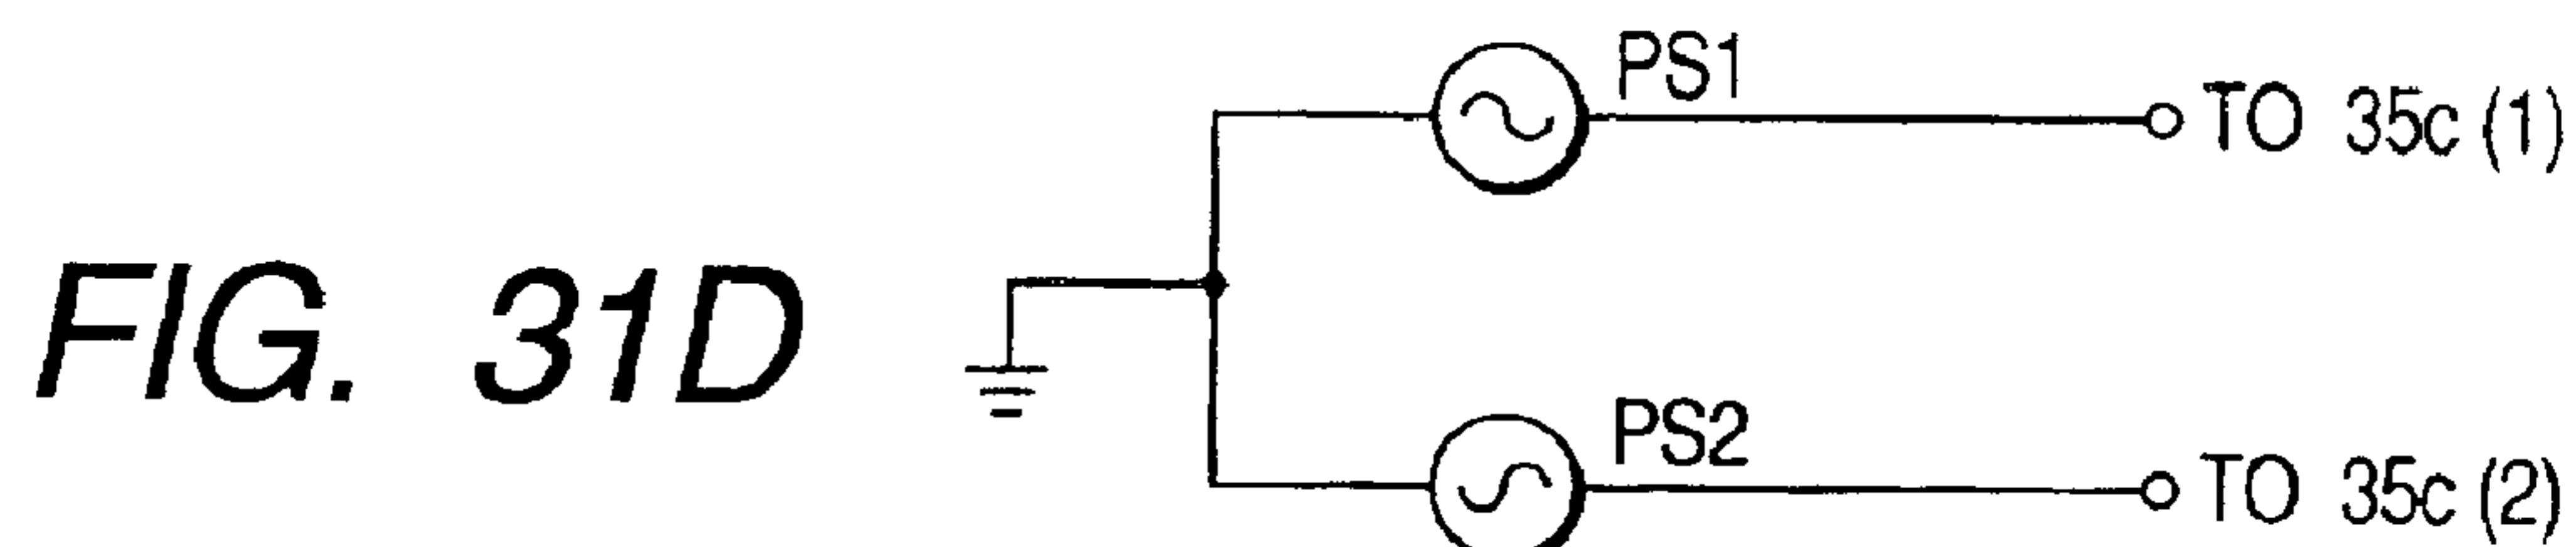 PS1
TO 35c (1)
FIG. 31D
PS2
TO 35c (2)